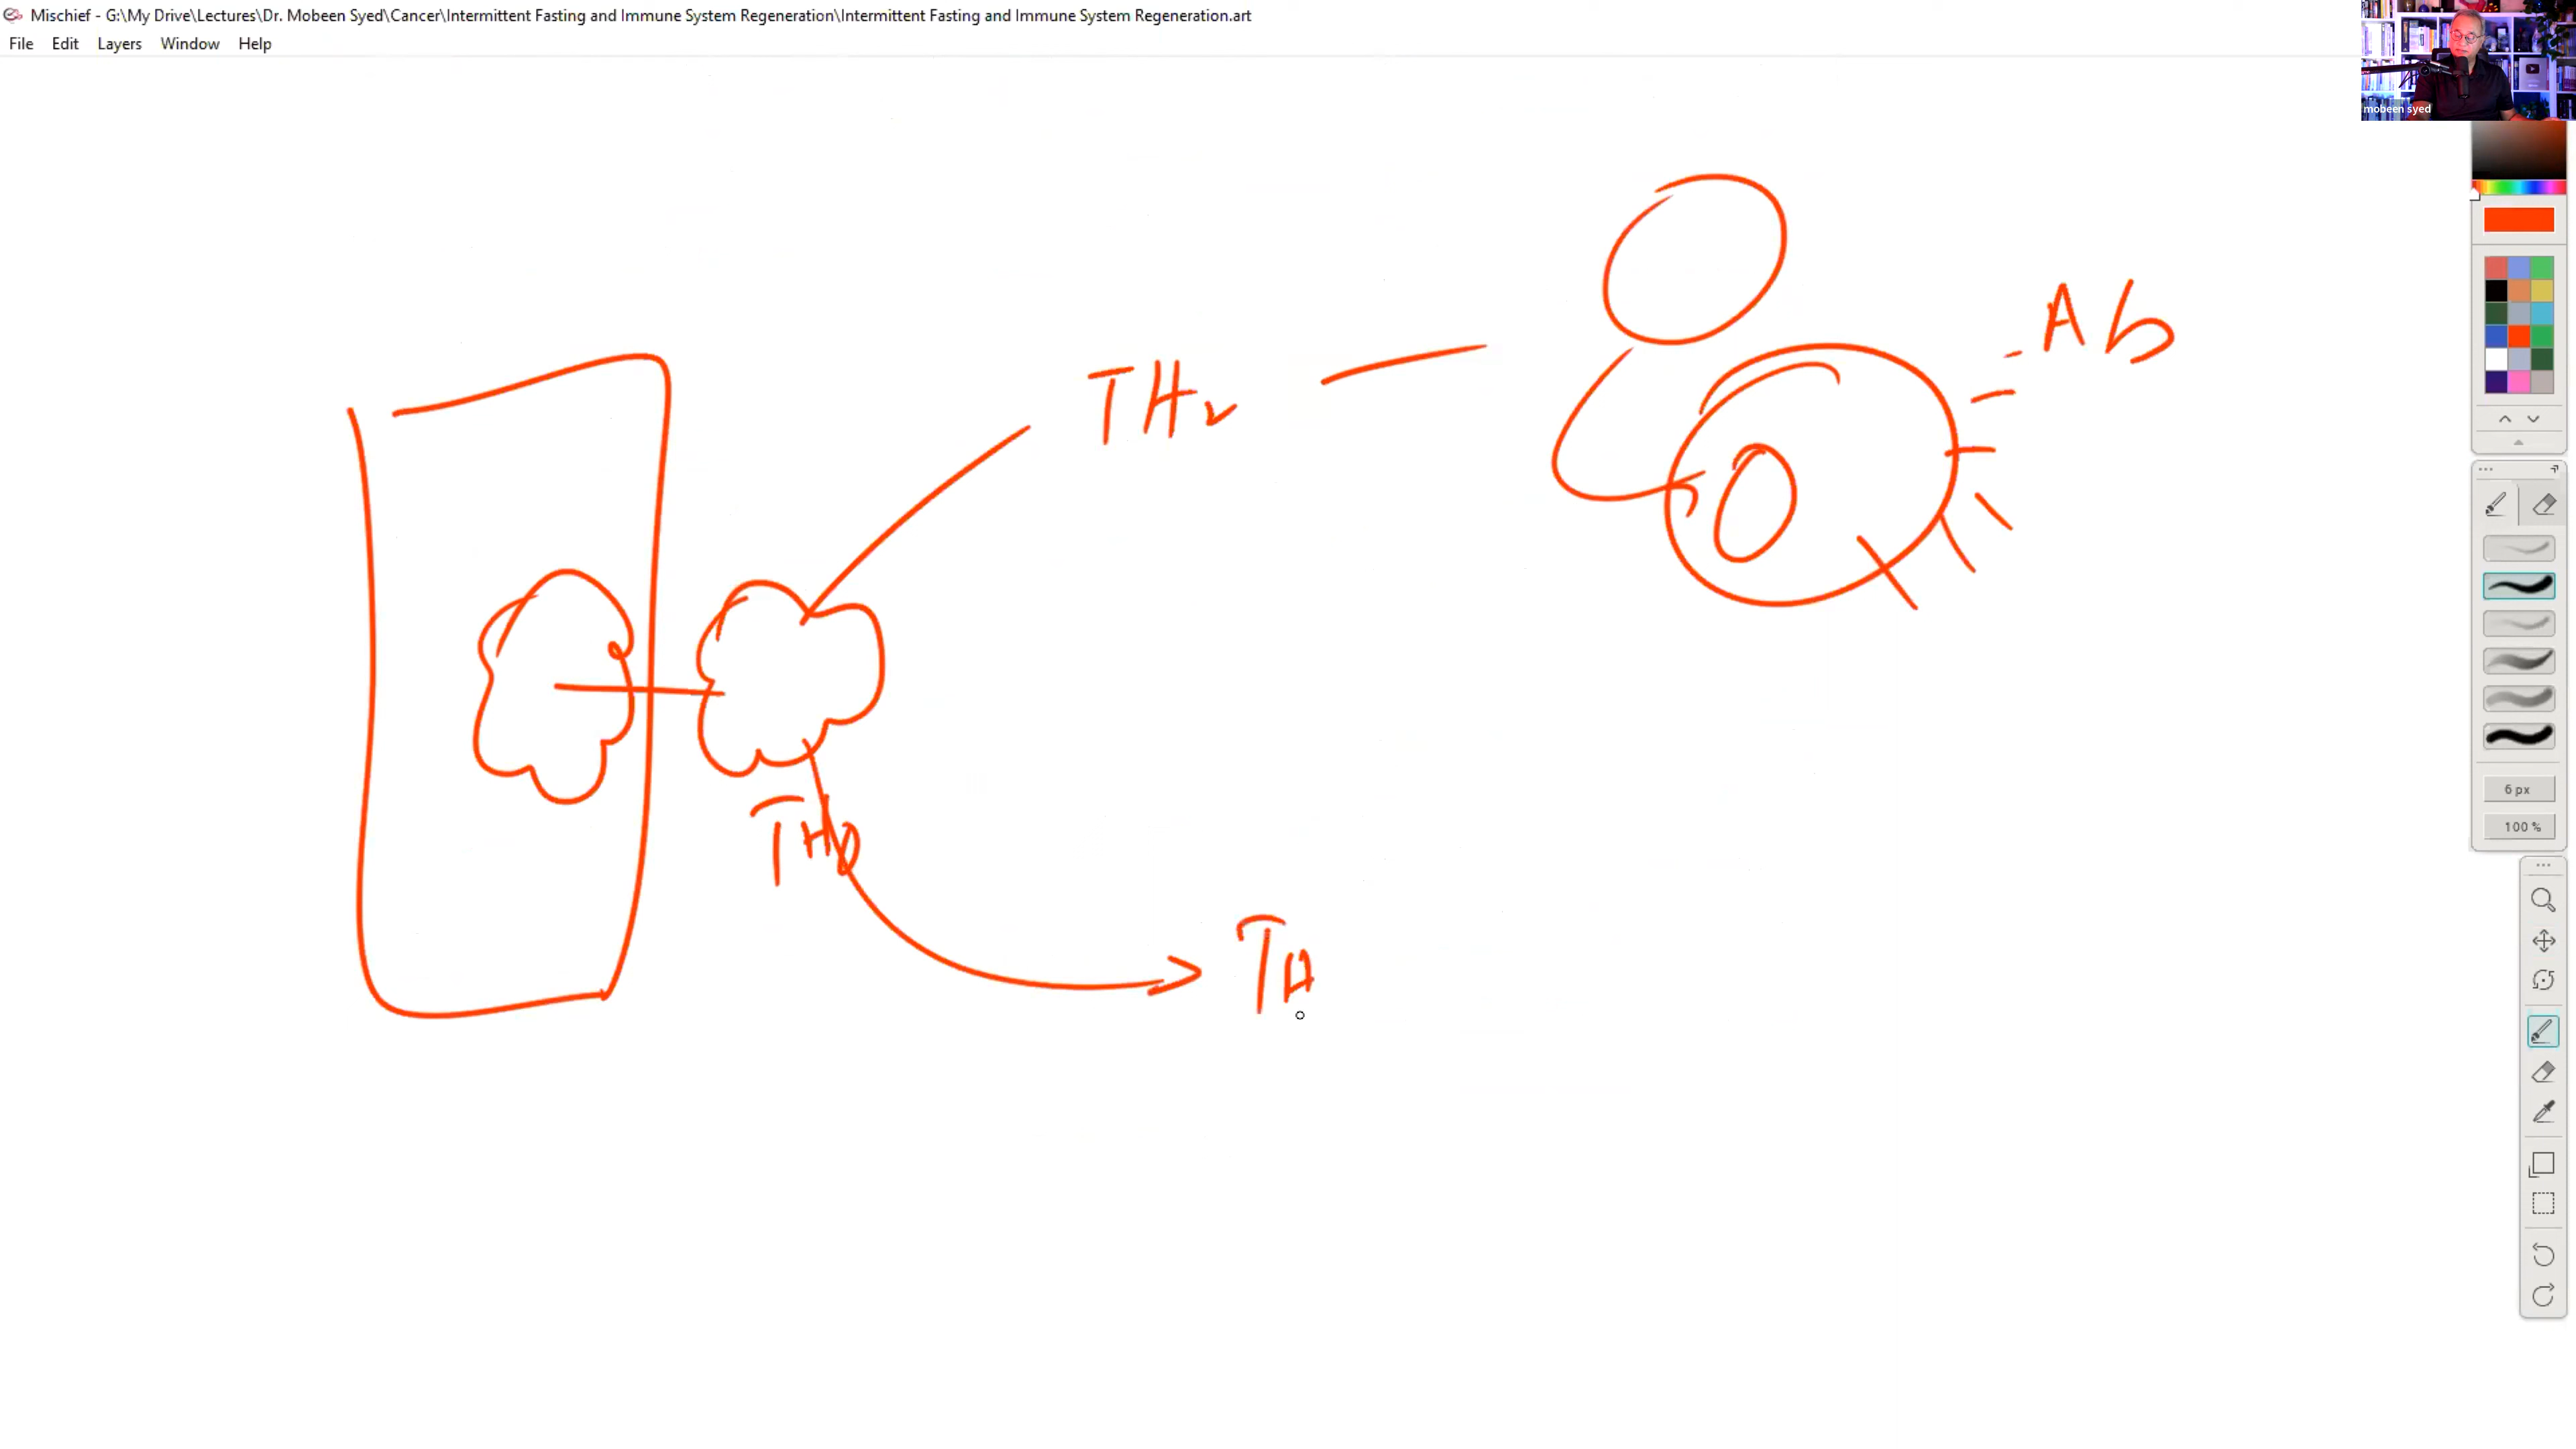 Mischief - G:\My Drive\Lectures\Dr. Mobeen Syed\Cancer\Intermittent Fasting and Immune System Regeneration\Intermittent Fasting and Immune System Regeneration.art
File Edit Layers Window Help
mobeen syed
Ab
TH2
TH0
TH
6 px
100 %